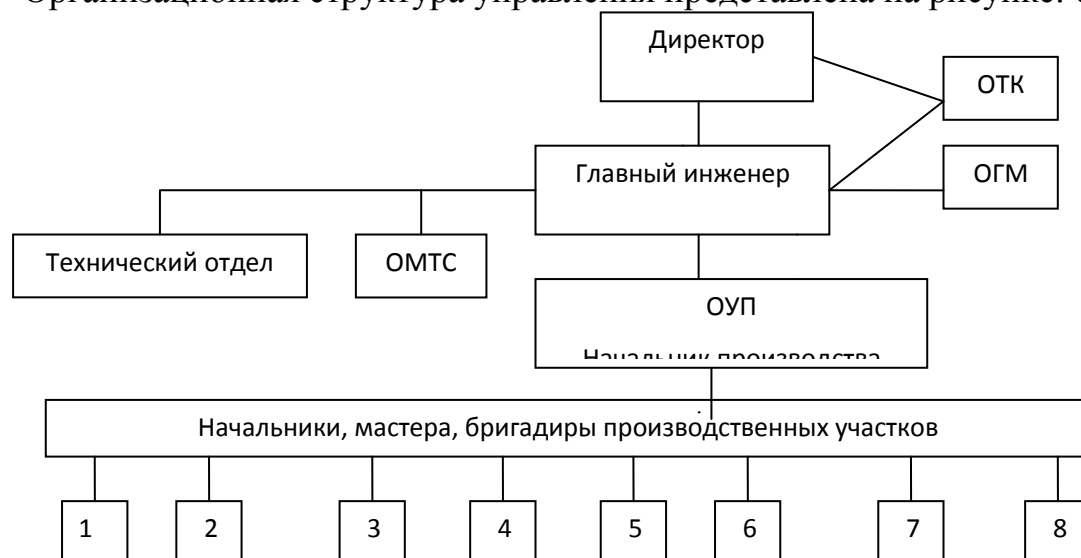 Организационная структура управления представлена на рисунке.
Директор
ОТК
Главный инженер
ОГМ
Технический отдел
ОМТС
ОУП
Начальник производства
Начальники, мастера, бригадиры производственных участков
1
2
3
4
5
6
7
8